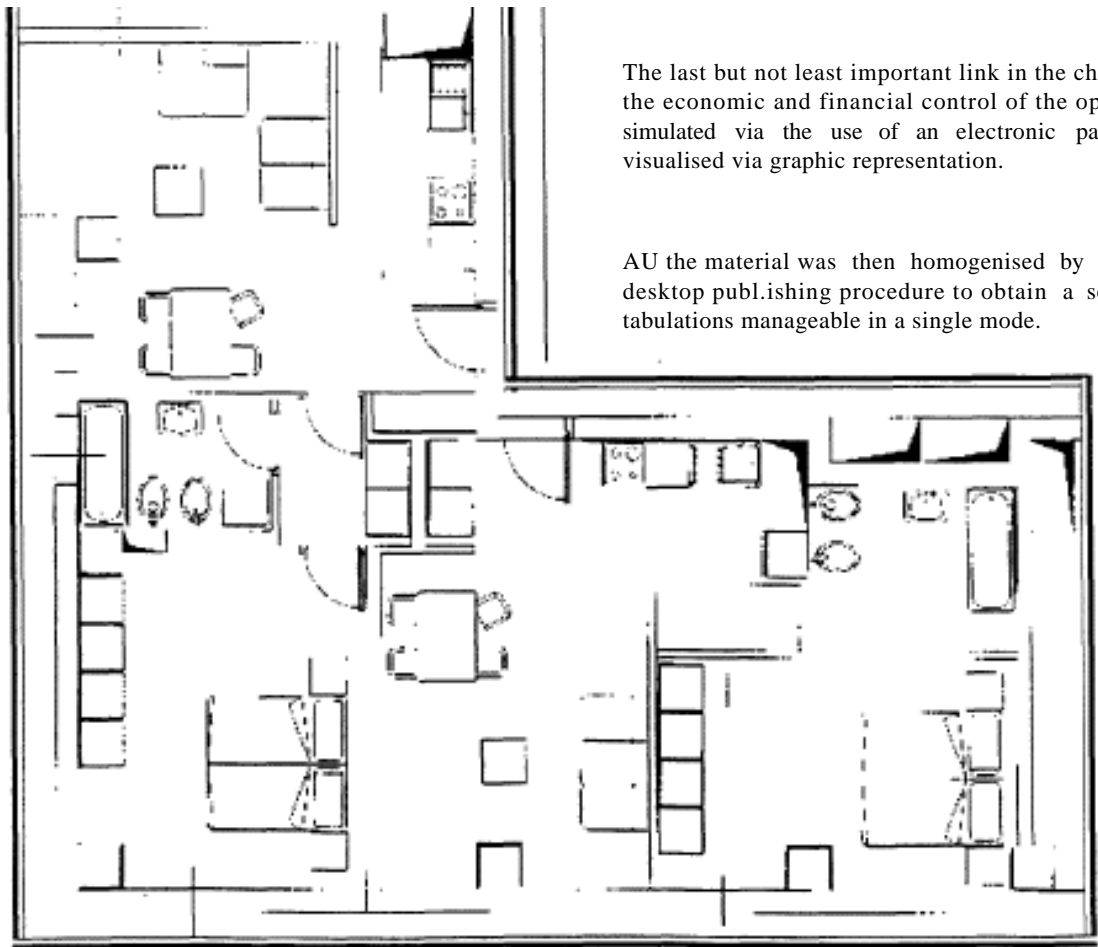 The last but not least important link in the ch
the economic and financial control of the op
simulated via the use of an electronic pa
visualised via graphic representation.
AU the material was then homogenised by
desktop publ.ishing procedure to obtain a s
tabulations manageable in a single mode.